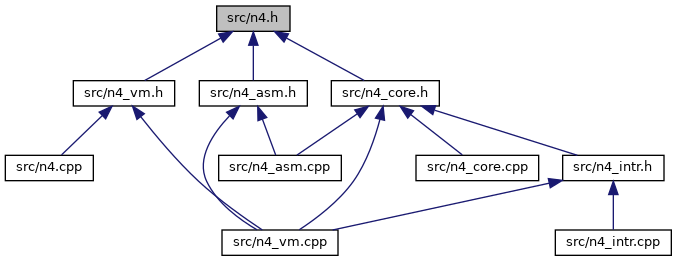 src/n4.h
src/n4_vm.h
src/n4_asm.h
src/n4_core.h
src/n4.cpp
src/n4_asm.cpp
src/n4_core.cpp
src/n4_intr.h
src/n4_vm.cpp
src/n4_intr.cpp